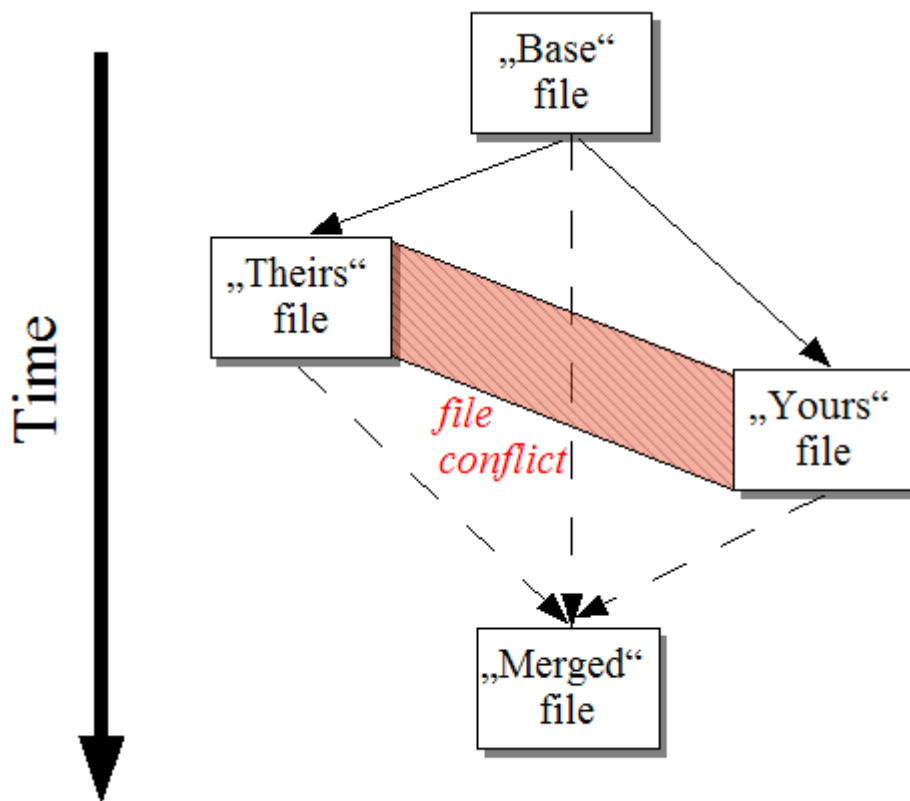 „Base“
file
„Theirs“
file
Time
„Yours“
file
file
conflict
„Merged“
file